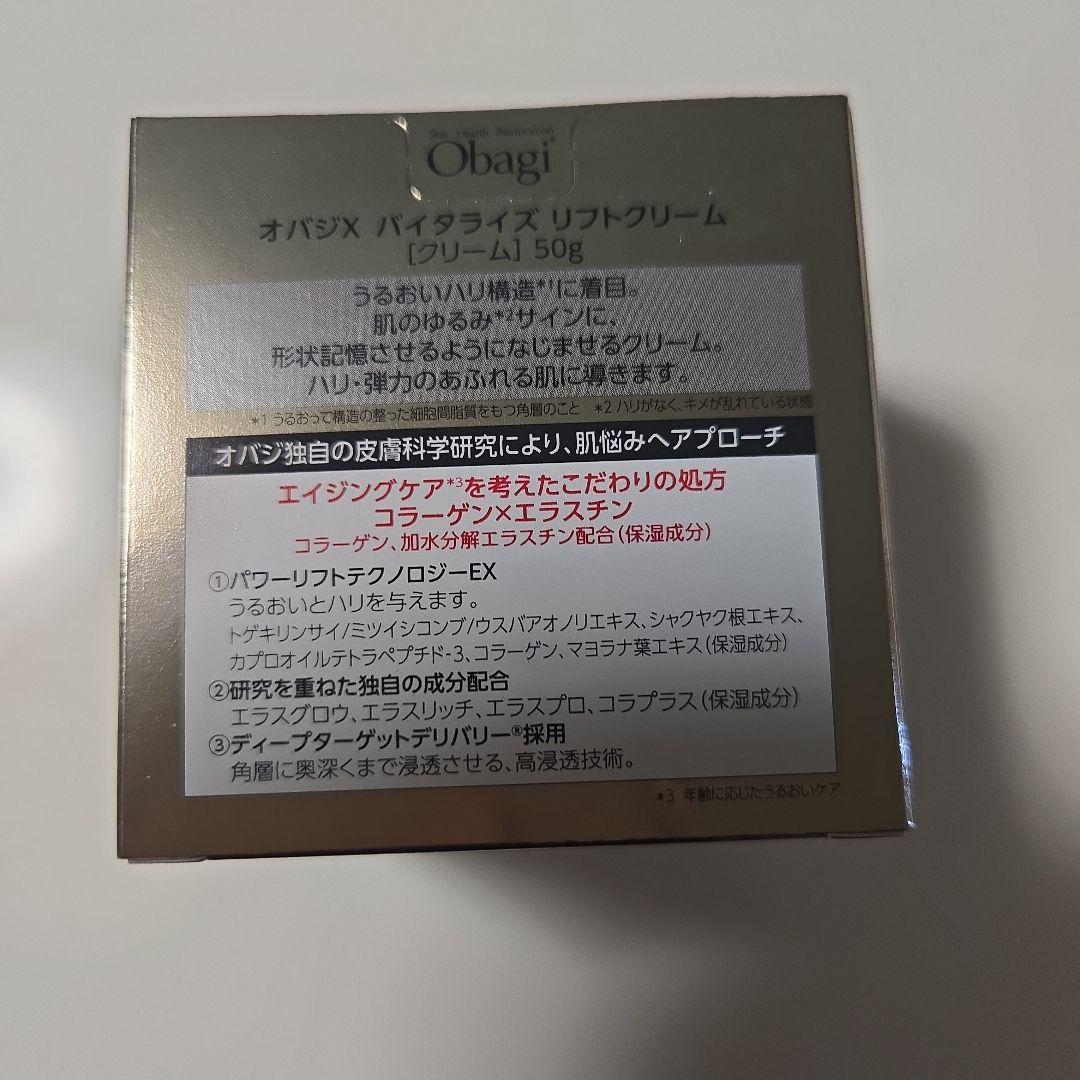 Skin Health Restoration
Obagi®
オバジX バイタライズ リフトクリーム
[クリーム] 50g
うるおいハリ構造*1に着目。
肌のゆるみ*2サインに、
形状記憶させるようになじませるクリーム。
ハリ・弾力のあふれる肌に導きます。
*1 うるおって構造の整った細胞間脂質をもつ角層のこと *2 ハリがなく、キメが乱れている状態
オバジ独自の皮膚科学研究により、肌悩みへアプローチ
エイジングケア*3を考えたこだわりの処方
コラーゲン×エラスチン
コラーゲン、加水分解エラスチン配合(保湿成分)
①パワーリフトテクノロジーEX
うるおいとハリを与えます。
トゲキリンサイ/ミツイシコンブ/ウスバアオノリエキス、シャクヤク根エキス、
カプロオイルテトラペプチド-3、コラーゲン、マヨラナ葉エキス(保湿成分)
②研究を重ねた独自の成分配合
エラスグロウ、エラスリッチ、エラスプロ、コラプラス(保湿成分)
③ディープターゲットデリバリー®採用
角層に奥深くまで浸透させる、高浸透技術。
*3 年齢に応じたうるおいケア